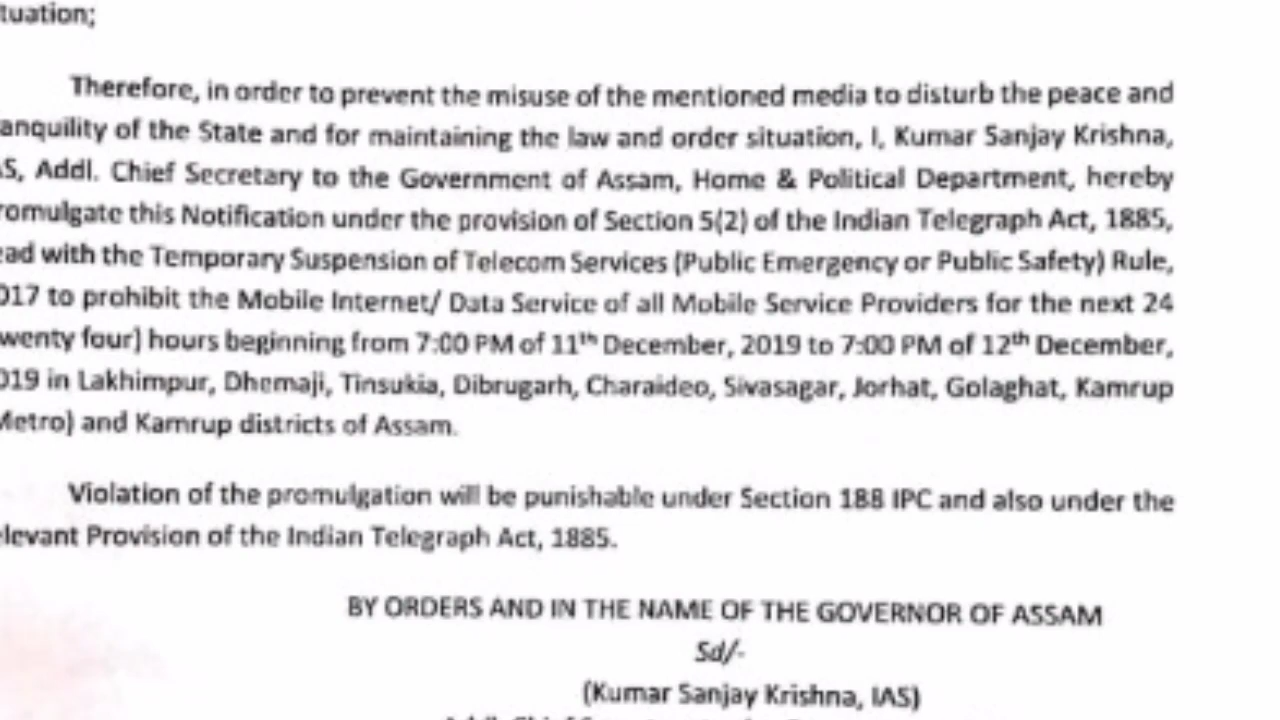 tuation;
Therefore, in order to prevent the misuse of the mentioned media to disturb the peace and
anquility of the State and for maintaining the law and order situation, I, Kumar Sanjay Krishna,
AS, Addl. Chief Secretary to the Government of Assam, Home & Political Department, hereby
romulgate this Notification under the provision of Section 5(2) of the Indian Telegraph Act, 1885,
ead with the Temporary Suspension of Telecom Services (Public Emergency or Public Safety) Rule,
017 to prohibit the Mobile Internet/ Data Service of all Mobile Service Providers for the next 24
wenty four) hours beginning from 7:00 PM of 11th December, 2019 to 7:00 PM of 12th December,
019 in Lakhimpur, Dhemaji, Tinsukia, Dibrugarh, Charaideo, Sivasagar, Jorhat, Golaghat, Kamrup
Metro) and Kamrup districts of Assam.
Violation of the promulgation will be punishable under Section 188 IPC and also under the
elevant Provision of the Indian Telegraph Act, 1885.
BY ORDERS AND IN THE NAME OF THE GOVERNOR OF ASSAM
Sd/-
(Kumar Sanjay Krishna, IAS)